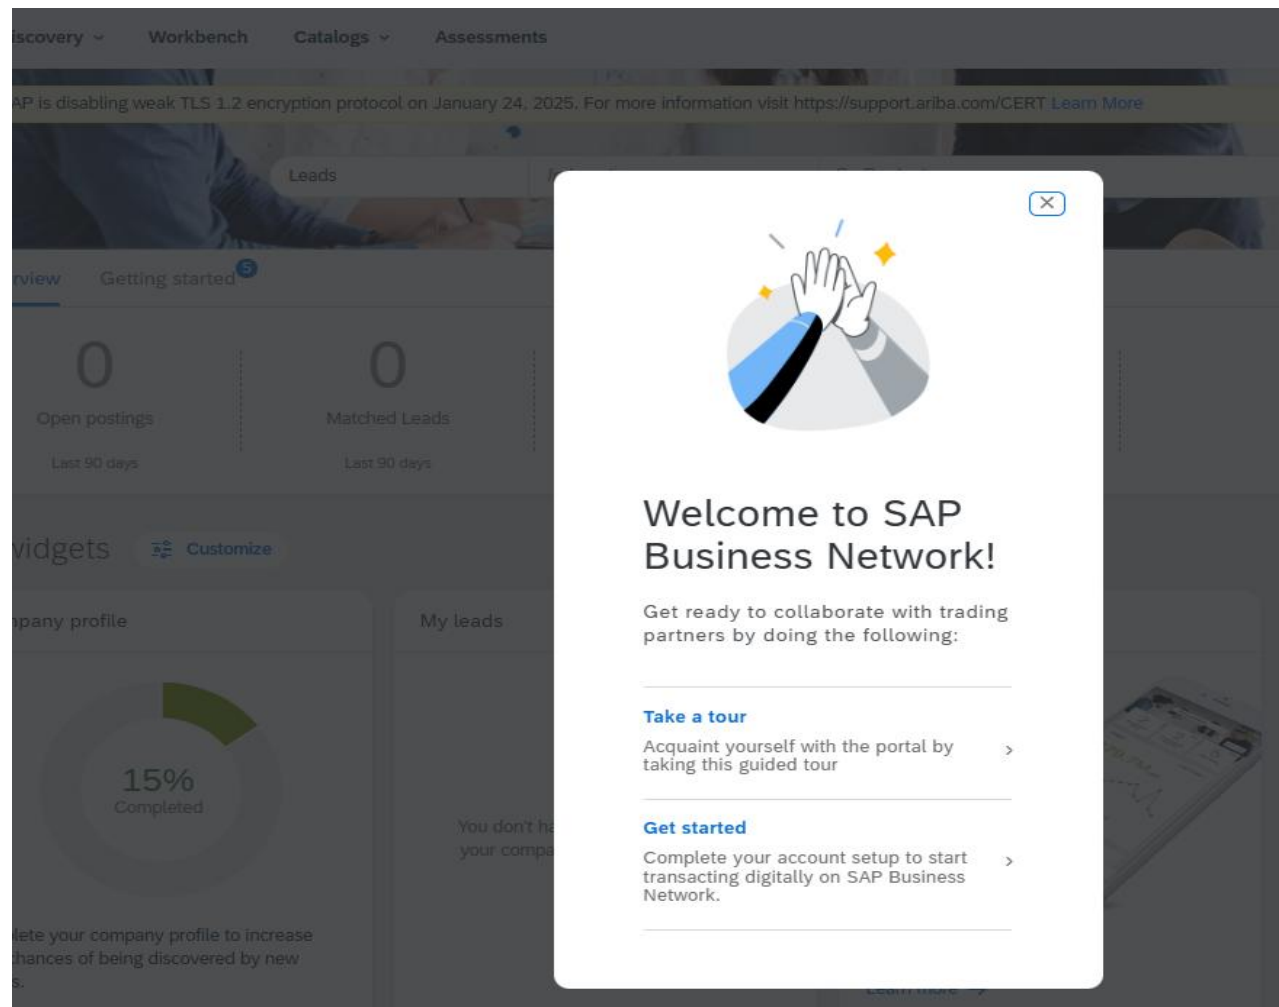 iscovery Workbench Catalogs Assessments
AP is disabling weak TLS 1.2 encryption protocol on January 24, 2025. For more information visit https://support.ariba.com/CERT Learn More
Leads
rview Getting started 5
0 0
Open postings Matched Leads
Last 90 days Last 90 days
widgets Customize
mpany profile My leads
15%
Completed
You don't ha
your compa
lete your company profile to increase
hances of being discovered by new
s.
Welcome to SAP
Business Network!
Get ready to collaborate with trading
partners by doing the following:
Take a tour
Acquaint yourself with the portal by
taking this guided tour
Get started
Complete your account setup to start
transacting digitally on SAP Business
Network.
Learn more